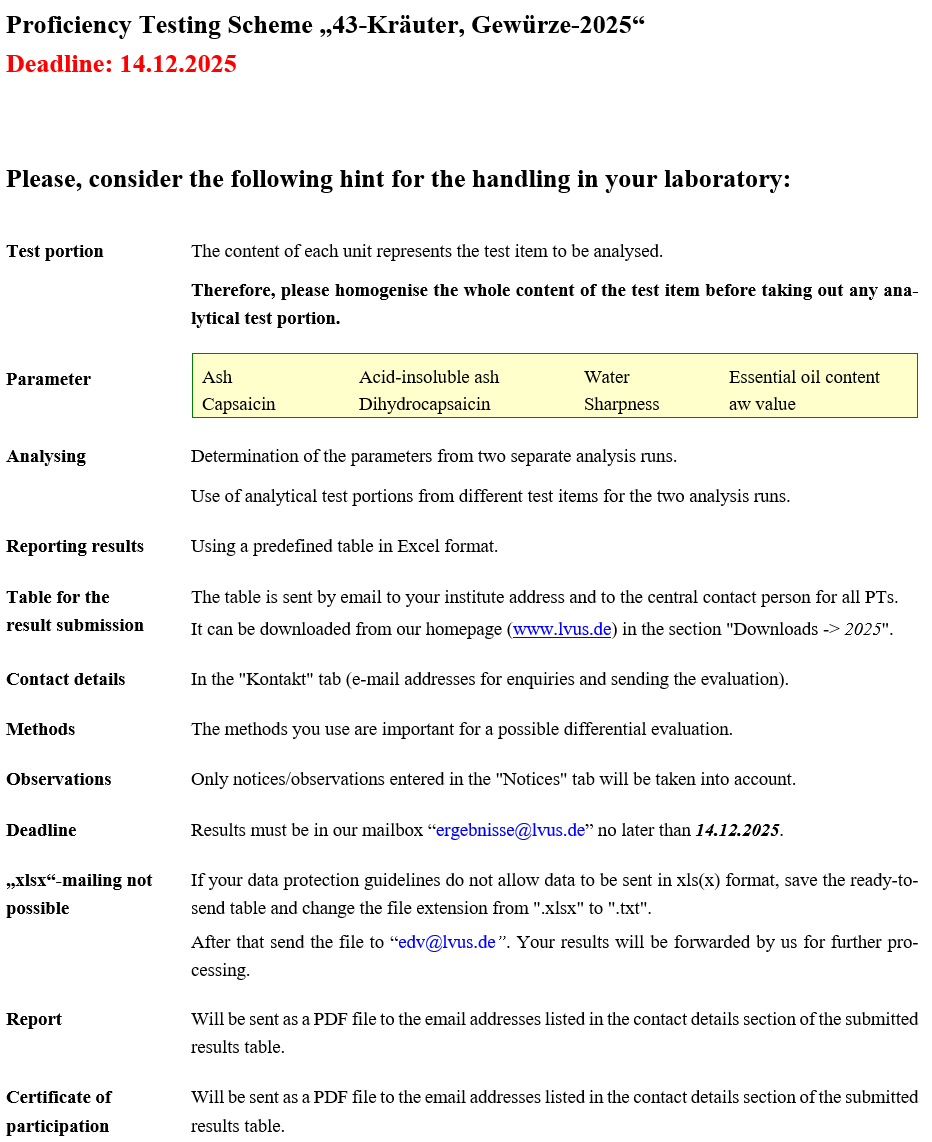 Proficiency Testing Scheme „43-Kräuter, Gewürze-2025“
Deadline: 14.12.2025
Please, consider the following hint for the handling in your laboratory:
Test portion The content of each unit represents the test item to be analysed.
Therefore, please homogenise the whole content of the test item before taking out any ana-
lytical test portion.
Parameter Ash Acid-insoluble ash Water Essential oil content
Capsaicin Dihydrocapsaicin Sharpness aw value
Analysing Determination of the parameters from two separate analysis runs.
Use of analytical test portions from different test items for the two analysis runs.
Reporting results Using a predefined table in Excel format.
Table for the The table is sent by email to your institute address and to the central contact person for all PTs.
result submission It can be downloaded from our homepage (www.lvus.de) in the section "Downloads -> 2025".
Contact details In the "Kontakt" tab (e-mail addresses for enquiries and sending the evaluation).
Methods The methods you use are important for a possible differential evaluation.
Observations Only notices/observations entered in the "Notices" tab will be taken into account.
Deadline Results must be in our mailbox “ergebnisse@lvus.de” no later than 14.12.2025.
„xlsx“-mailing not If your data protection guidelines do not allow data to be sent in xls(x) format, save the ready-to-
possible send table and change the file extension from ".xlsx" to ".txt".
After that send the file to “edv@lvus.de”. Your results will be forwarded by us for further pro-
cessing.
Report Will be sent as a PDF file to the email addresses listed in the contact details section of the submitted
results table.
Certificate of Will be sent as a PDF file to the email addresses listed in the contact details section of the submitted
participation results table.